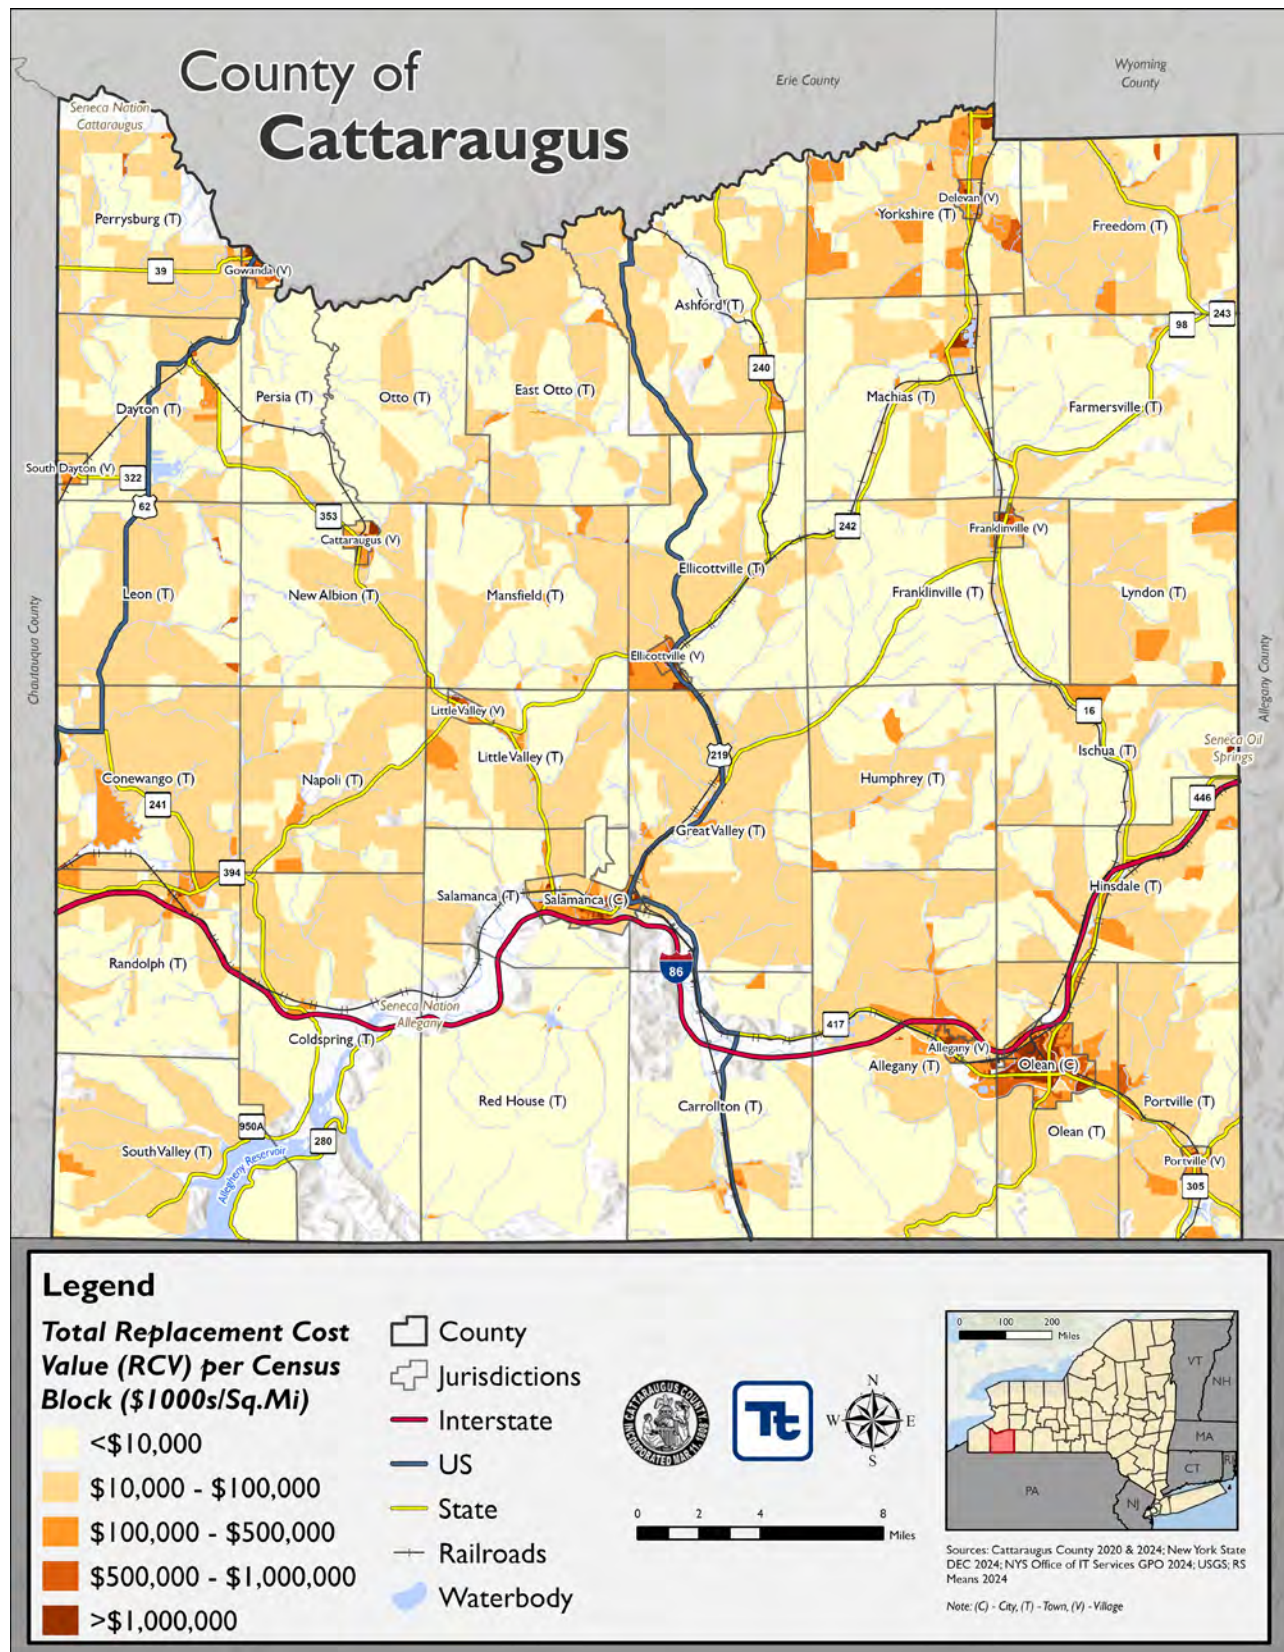 County of
Cattaraugus
Erie County
Wyoming
County
Seneca Nation
Cattaraugus
Perrysburg (T)
Delevan (V)
Yorkshire (T)
Freedom (T)
39
Gowanda (V)
Ashford (T)
98
243
240
Dayton (T)
Persia (T)
Otto (T)
East Otto (T)
Machias (T)
Farmersville (T)
South Dayton (V)
322
62
353
Cattaraugus (V)
242
Franklinville (V)
Leon (T)
New Albion (T)
Mansfield (T)
Ellicottville (T)
Franklinville (T)
Lyndon (T)
Chautauqua County
Allegany County
Ellicottville (V)
Little Valley (V)
16
Seneca Oil
Springs
Conewango (T)
241
Napoli (T)
Little Valley (T)
219
Humphrey (T)
Ischua (T)
446
Great Valley (T)
394
Salamanca (T)
Salamanca (C)
Hinsdale (T)
Randolph (T)
86
Seneca Nation
Allegany
417
Coldspring (T)
Allegany (V)
Allegany (T)
Olean (C)
Red House (T)
Carrollton (T)
Portville (T)
950A
280
Olean (T)
South Valley (T)
Allegheny Reservoir
Portville (V)
305
Legend
Total Replacement Cost
Value (RCV) per Census
Block ($1000s/Sq.Mi)
<$10,000
$10,000 - $100,000
$100,000 - $500,000
$500,000 - $1,000,000
>$1,000,000
County
Jurisdictions
Interstate
US
State
Railroads
Waterbody
CATTARAUGUS COUNTY,
INCORPORATED MAR. 11, 1808
Tt
N
W E
S
0 2 4 8
Miles
0 100 200
Miles
VT
NH
MA
CT
RI
PA
NJ
Sources: Cattaraugus County 2020 & 2024; New York State
DEC 2024; NYS Office of IT Services GPO 2024; USGS; RS
Means 2024
Note: (C) - City, (T) - Town, (V) - Village